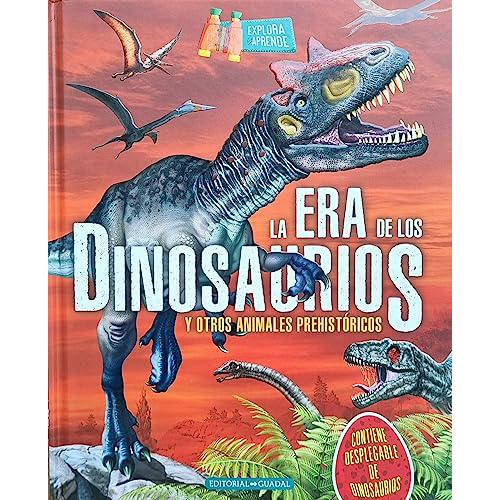 EXPLORA
Y APRENDE
LA ERA DE LOS
DINOSAURIOS
Y OTROS ANIMALES PREHISTÓRICOS
CONTIENE
DESPLEGABLE
DE
DINOSAURIOS
EDITORIAL GUADAL